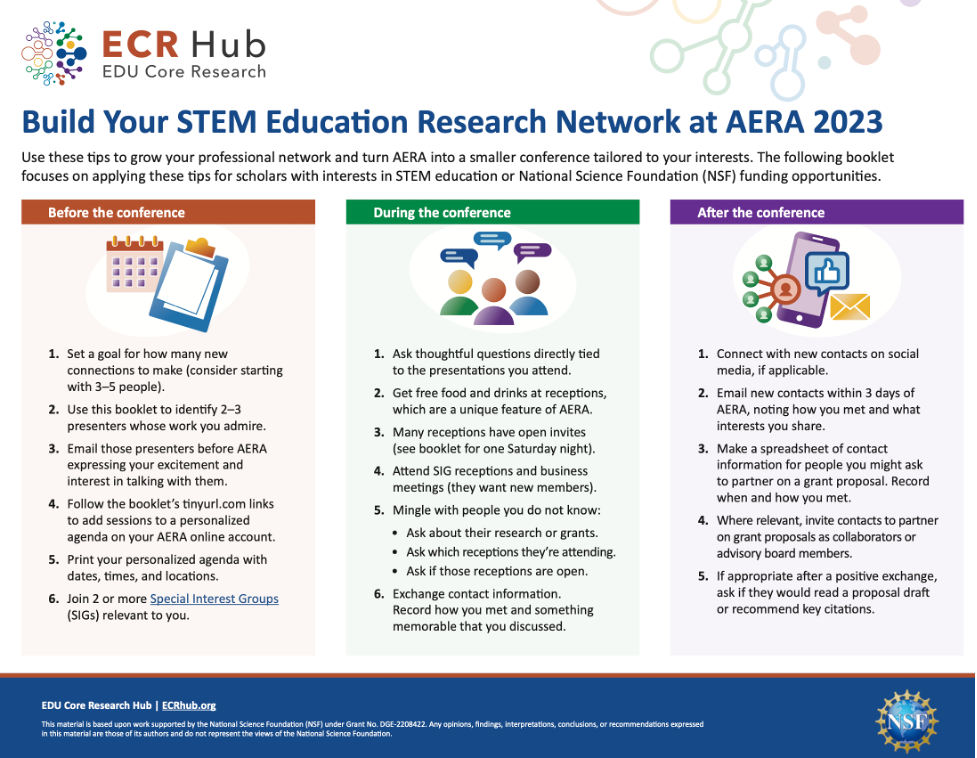 ECR Hub
EDU Core Research
Build Your STEM Education Research Network at AERA 2023
Use these tips to grow your professional network and turn AERA into a smaller conference tailored to your interests. The following booklet
focuses on applying these tips for scholars with interests in STEM education or National Science Foundation (NSF) funding opportunities.
Before the conference
1. Set a goal for how many new
connections to make (consider starting
with 3–5 people).
2. Use this booklet to identify 2–3
presenters whose work you admire.
3. Email those presenters before AERA
expressing your excitement and
interest in talking with them.
4. Follow the booklet's tinyurl.com links
to add sessions to a personalized
agenda on your AERA online account.
5. Print your personalized agenda with
dates, times, and locations.
6. Join 2 or more Special Interest Groups
(SIGs) relevant to you.
During the conference
1. Ask thoughtful questions directly tied
to the presentations you attend.
2. Get free food and drinks at receptions,
which are a unique feature of AERA.
3. Many receptions have open invites
(see booklet for one Saturday night).
4. Attend SIG receptions and business
meetings (they want new members).
5. Mingle with people you do not know:
• Ask about their research or grants.
• Ask which receptions they're attending.
• Ask if those receptions are open.
6. Exchange contact information.
Record how you met and something
memorable that you discussed.
After the conference
1. Connect with new contacts on social
media, if applicable.
2. Email new contacts within 3 days of
AERA, noting how you met and what
interests you share.
3. Make a spreadsheet of contact
information for people you might ask
to partner on a grant proposal. Record
when and how you met.
4. Where relevant, invite contacts to partner
on grant proposals as collaborators or
advisory board members.
5. If appropriate after a positive exchange,
ask if they would read a proposal draft
or recommend key citations.
EDU Core Research Hub | ECRhub.org
This material is based upon work supported by the National Science Foundation (NSF) under Grant No. DGE-2208422. Any opinions, findings, interpretations, conclusions, or recommendations expressed
in this material are those of its authors and do not represent the views of the National Science Foundation.
NSF